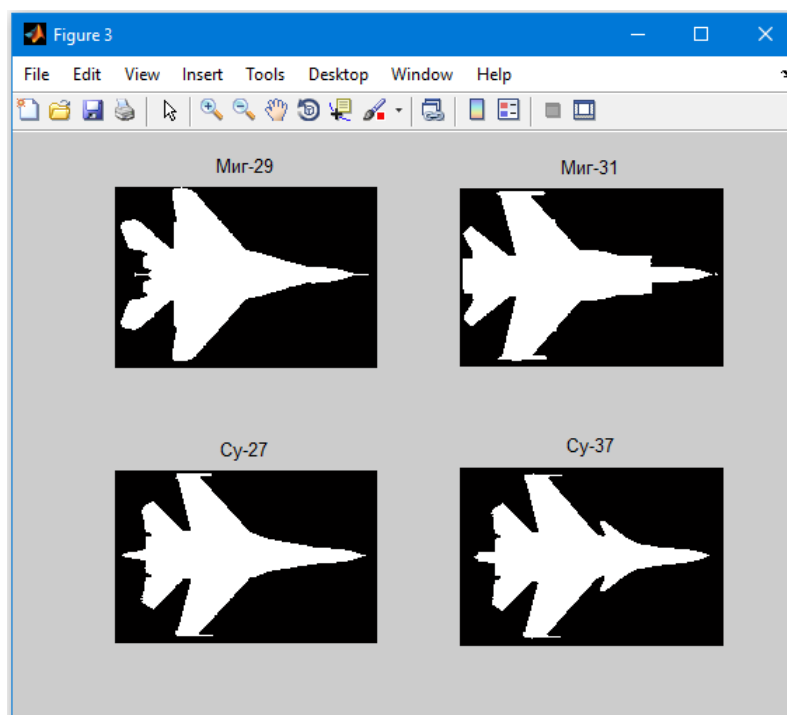 Figure 3
File Edit View Insert Tools Desktop Window Help
Миг-29
Миг-31
Су-27
Су-37